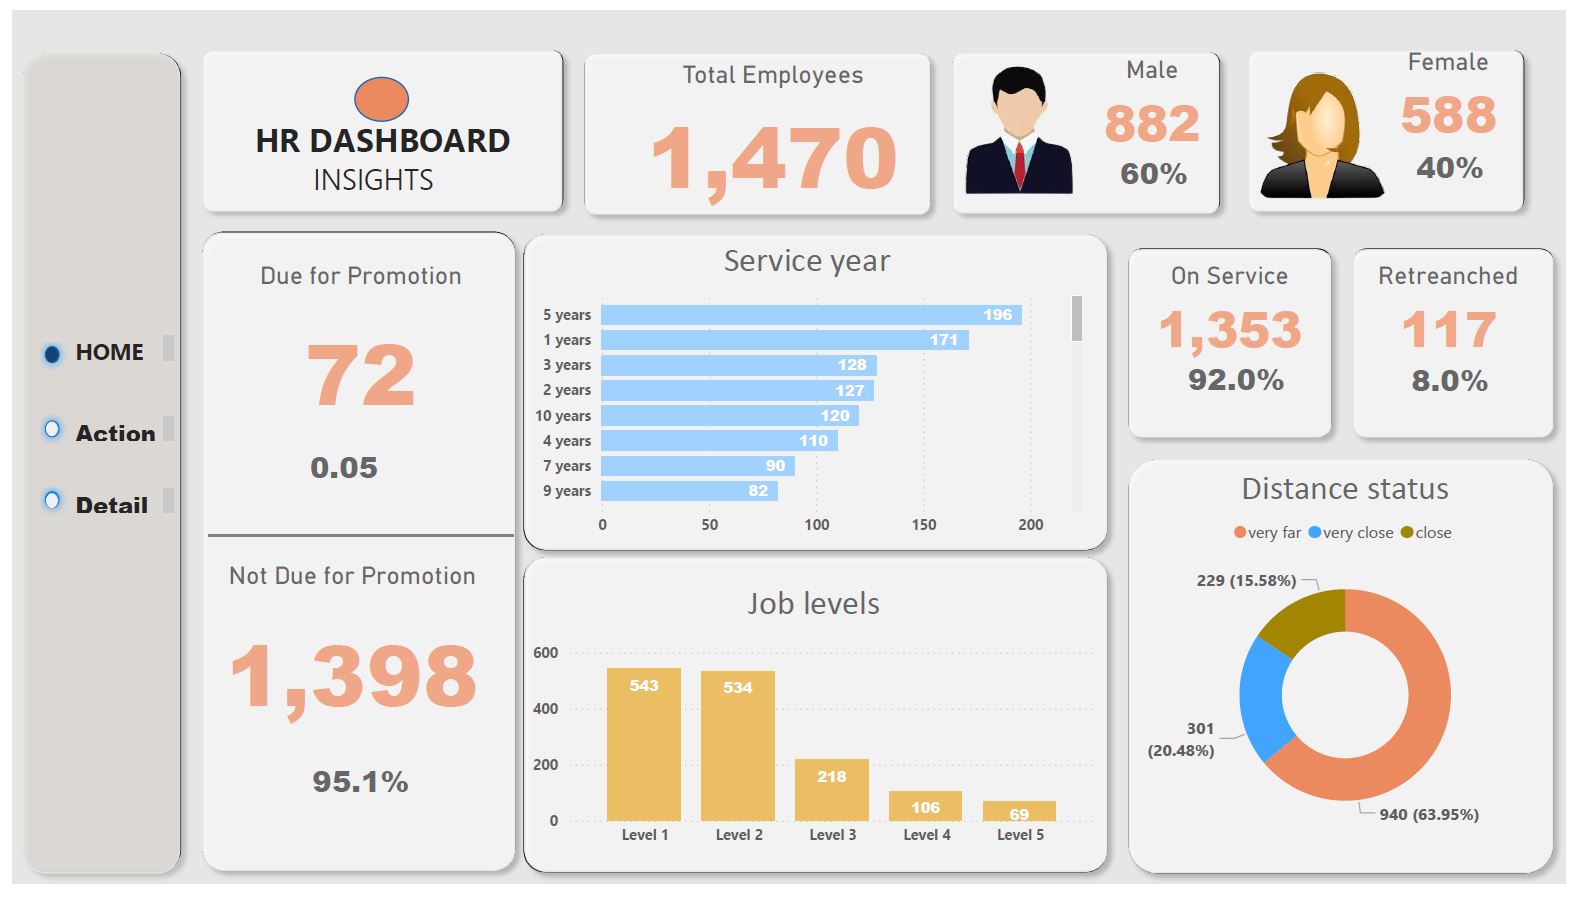 HR DASHBOARD
INSIGHTS
Total Employees
1,470
Male
882
60%
Female
588
40%
HOME
Action
Detail
Due for Promotion
72
0.05
Not Due for Promotion
1,398
95.1%
Service year
5 years 196
1 years 171
3 years 128
2 years 127
10 years 120
4 years 110
7 years 90
9 years 82
0 50 100 150 200
On Service
1,353
92.0%
Retreanched
117
8.0%
Job levels
600
400
200
0
543
534
218
106
69
Level 1 Level 2 Level 3 Level 4 Level 5
Distance status
very far very close close
229 (15.58%)
301
(20.48%)
940 (63.95%)